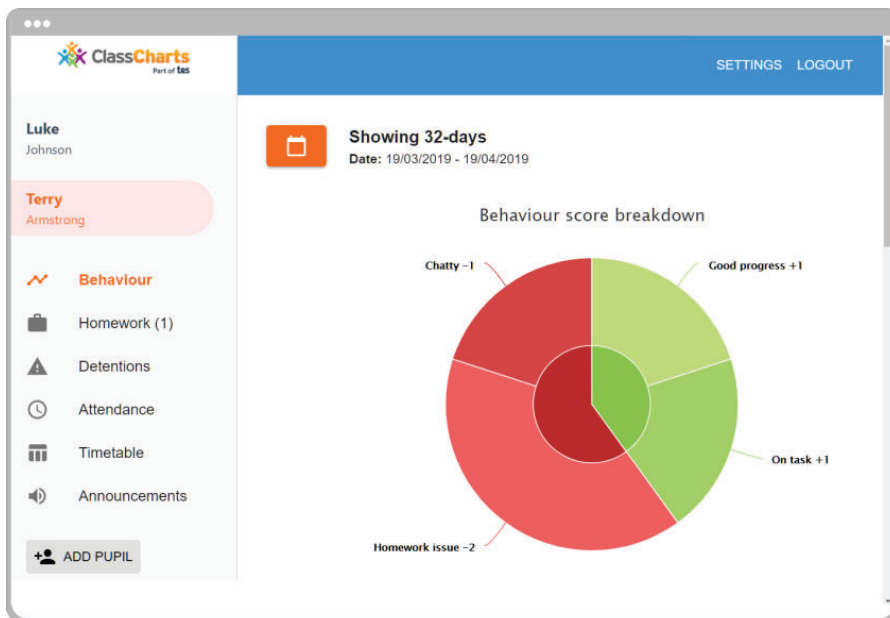 ClassCharts
Part of tes
SETTINGS LOGOUT
Luke
Johnson
Terry
Armstrong
Behaviour
Homework (1)
Detentions
Attendance
Timetable
Announcements
ADD PUPIL
Showing 32-days
Date: 19/03/2019 - 19/04/2019
Behaviour score breakdown
Chatty -1
Good progress +1
On task +1
Homework issue -2